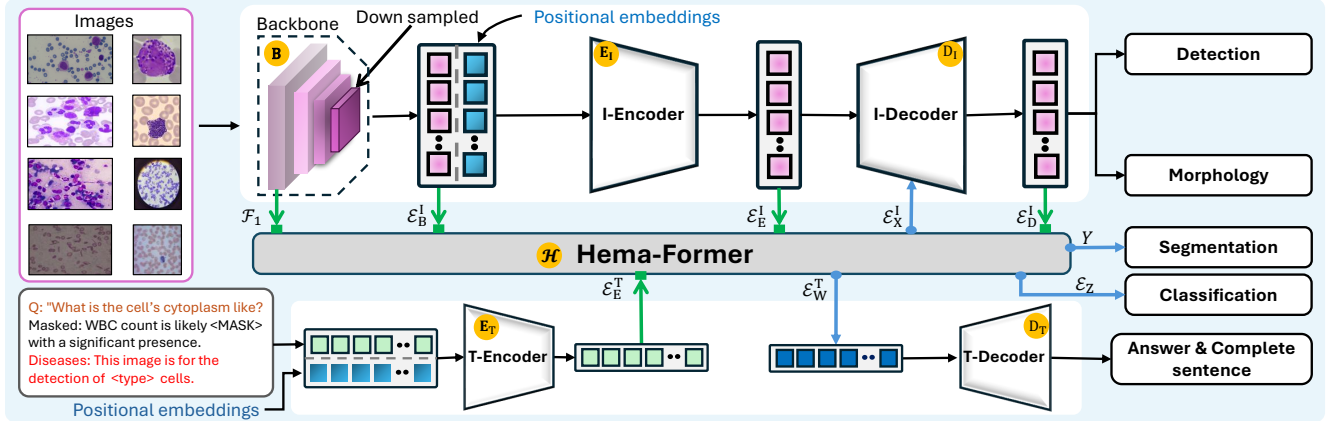 Images
Backbone
Down sampled
Positional embeddings
B
E_I
I-Encoder
D_I
I-Decoder
Detection
Morphology
ℱ₁
ℰ_B^I
ℰ_E^I
ℰ_X^I
ℰ_D^I
ℋ Hema-Former
Y
Segmentation
ℰ_Z
Classification
ℰ_E^T
ℰ_W^T
Q: "What is the cell's cytoplasm like?
Masked: WBC count is likely <MASK>
with a significant presence.
Diseases: This image is for the
detection of <type> cells.
Positional embeddings
E_T
T-Encoder
D_T
T-Decoder
Answer & Complete
sentence